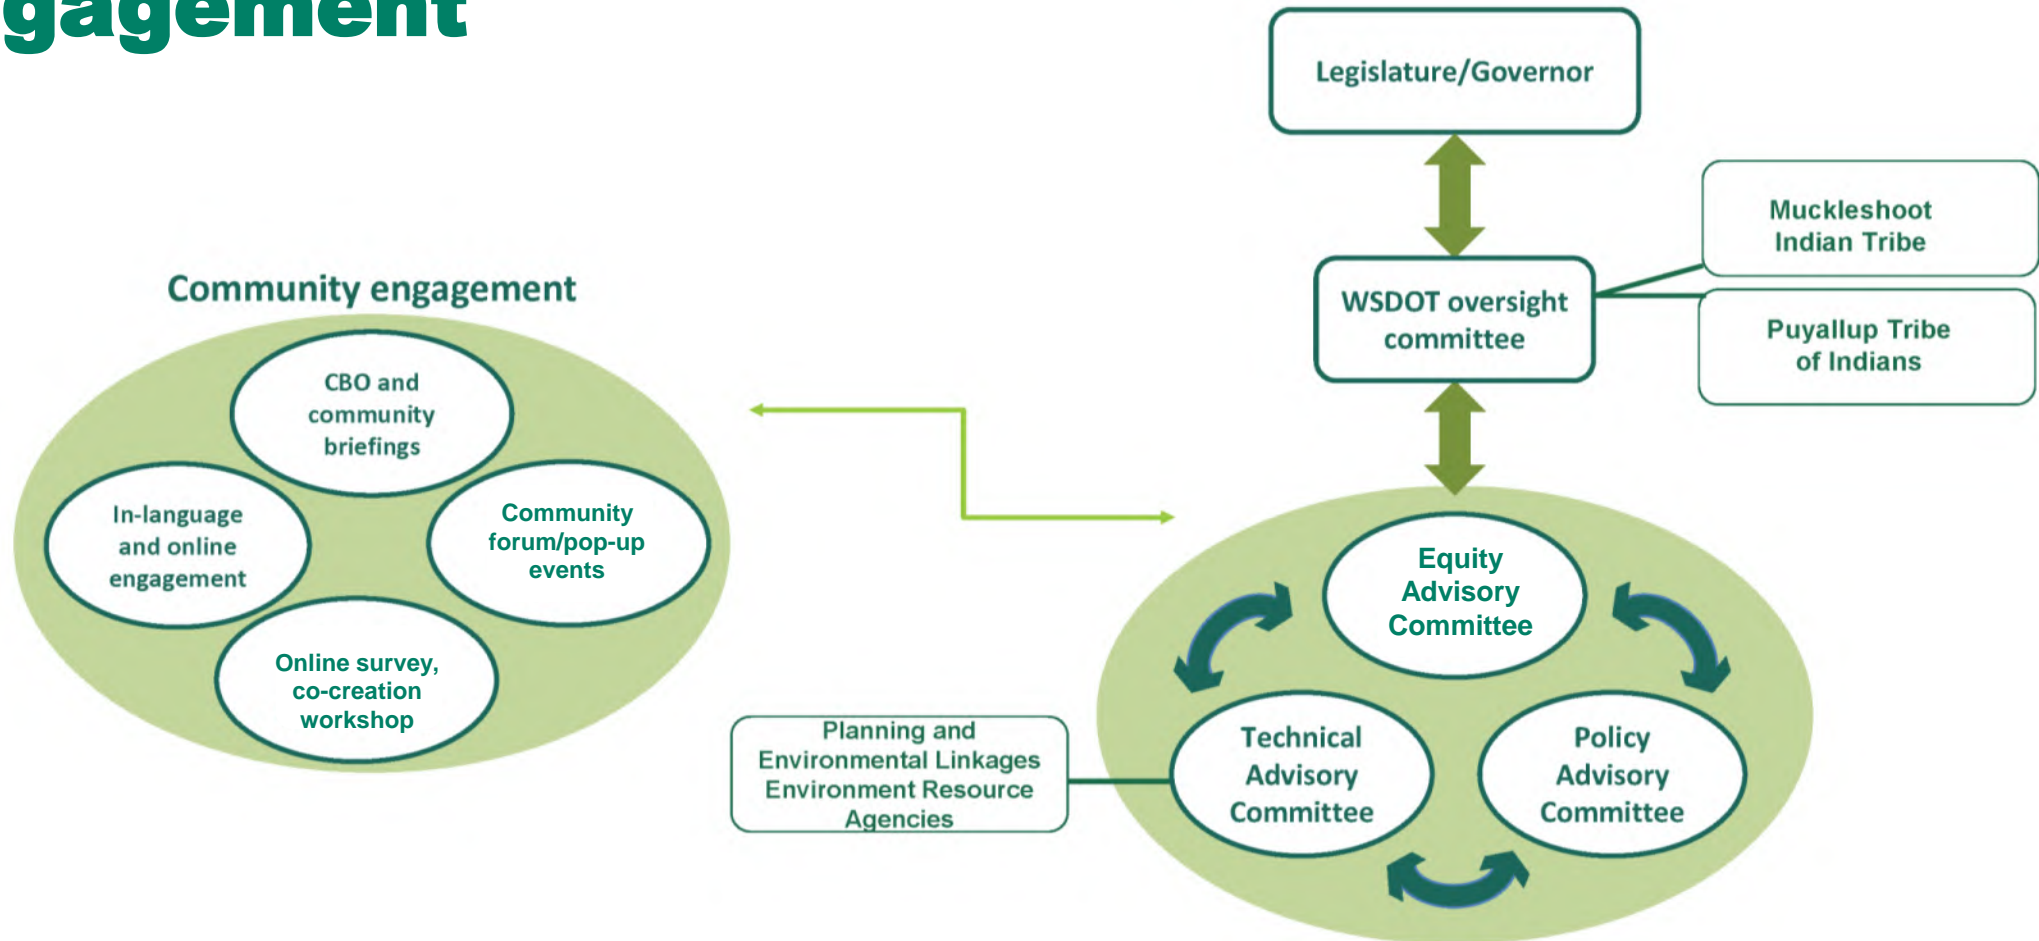 gagement
Legislature/Governor
Muckleshoot
Indian Tribe
WSDOT oversight
committee
Puyallup Tribe
of Indians
Community engagement
CBO and
community
briefings
In-language
and online
engagement
Community
forum/pop-up
events
Online survey,
co-creation
workshop
Equity
Advisory
Committee
Technical
Advisory
Committee
Policy
Advisory
Committee
Planning and
Environmental Linkages
Environment Resource
Agencies